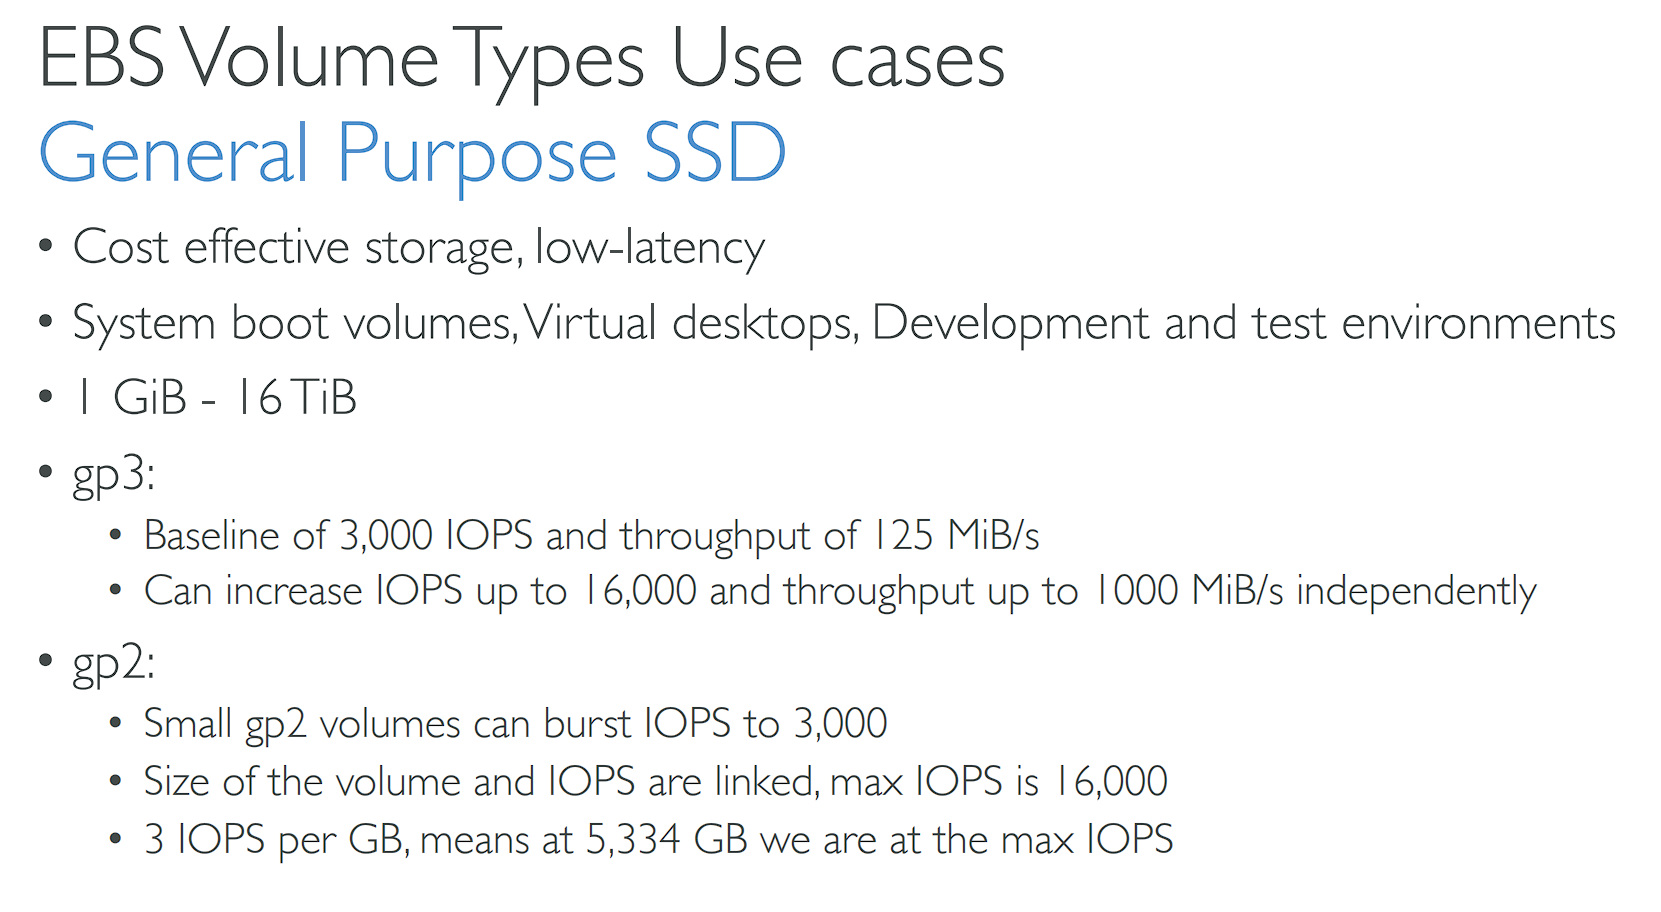 EBS Volume Types Use cases
General Purpose SSD
• Cost effective storage, low-latency
• System boot volumes, Virtual desktops, Development and test environments
• 1 GiB - 16 TiB
• gp3:
• Baseline of 3,000 IOPS and throughput of 125 MiB/s
• Can increase IOPS up to 16,000 and throughput up to 1000 MiB/s independently
• gp2:
• Small gp2 volumes can burst IOPS to 3,000
• Size of the volume and IOPS are linked, max IOPS is 16,000
• 3 IOPS per GB, means at 5,334 GB we are at the max IOPS